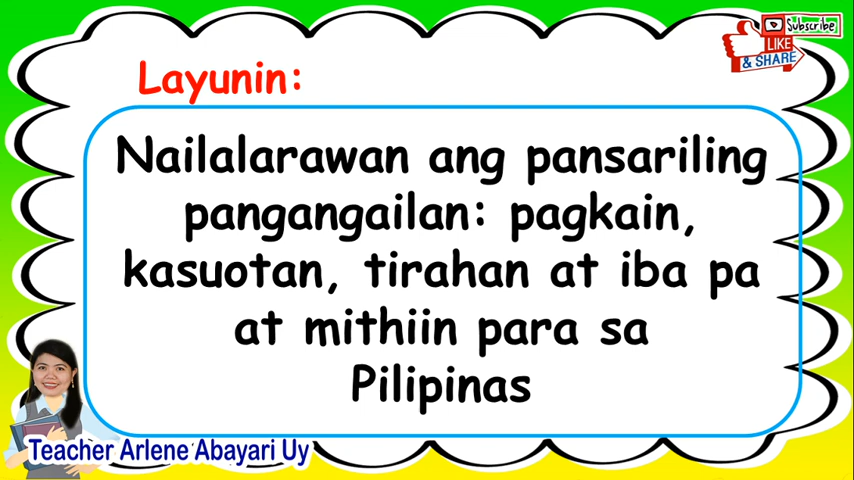 Subscribe
LIKE
& SHARE
Layunin:
Nailalarawan ang pansariling
pangangailan: pagkain,
kasuotan, tirahan at iba pa
at mithiin para sa
Pilipinas
Teacher Arlene Abayari Uy